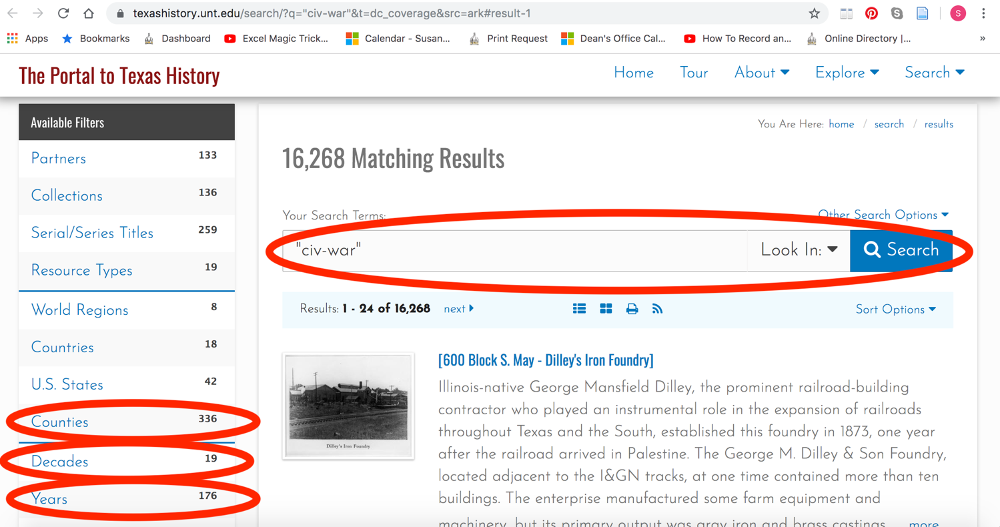 texashistory.unt.edu/search/?q="civ-war"&t=dc_coverage&src=ark#result-1
S
Apps Bookmarks Dashboard Excel Magic Trick... Calendar - Susan... Print Request Dean's Office Cal... How To Record an... Online Directory |... »
The Portal to Texas History
Home Tour About Explore Search
Available Filters
Partners 133
Collections 136
Serial/Series Titles 259
Resource Types 19
World Regions 8
Countries 18
U.S. States 42
Counties 336
Decades 19
Years 176
You Are Here: home / search / results
16,268 Matching Results
Your Search Terms:
Other Search Options
"civ-war" Look In: Search
Results: 1 - 24 of 16,268 next
Sort Options
Dilley's Iron Foundry
[600 Block S. May - Dilley's Iron Foundry]
Illinois-native George Mansfield Dilley, the prominent railroad-building
contractor who played an instrumental role in the expansion of railroads
throughout Texas and the South, established this foundry in 1873, one year
after the railroad arrived in Palestine. The George M. Dilley & Son Foundry,
located adjacent to the I&GN tracks, at one time contained more than ten
buildings. The enterprise manufactured some farm equipment and
machinery, but its primary output was gray iron and brass castings. … more